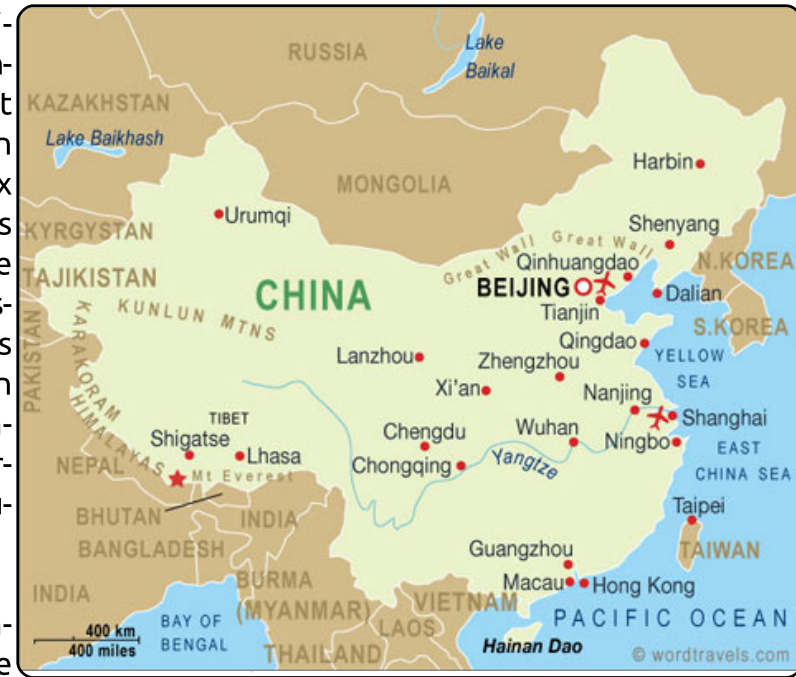 RUSSIA
Lake
Baikal
KAZAKHSTAN
Lake Baikhash
MONGOLIA
Harbin
Urumqi
KYRGYSTAN
Shenyang
Great Wall Great Wall
Qinhuangdao
N.KOREA
TAJIKISTAN
CHINA
BEIJING
Dalian
KUNLUN MTNS
Tianjin
S.KOREA
PAKISTAN
KARAKORAM
Qingdao
Lanzhou
Zhengzhou
YELLOW
SEA
Xi'an
Nanjing
HIMALAYAS
TIBET
Shanghai
Shigatse
Chengdu
Wuhan
Ningbo
Lhasa
Chongqing
Yangtze
EAST
CHINA SEA
NEPAL
Mt Everest
Taipei
BHUTAN
INDIA
BANGLADESH
Guangzhou
TAIWAN
INDIA
BURMA
(MYANMAR)
Macau
Hong Kong
VIETNAM
PACIFIC OCEAN
BAY OF
BENGAL
LAOS
400 km
400 miles
THAILAND
Hainan Dao
© wordtravels.com